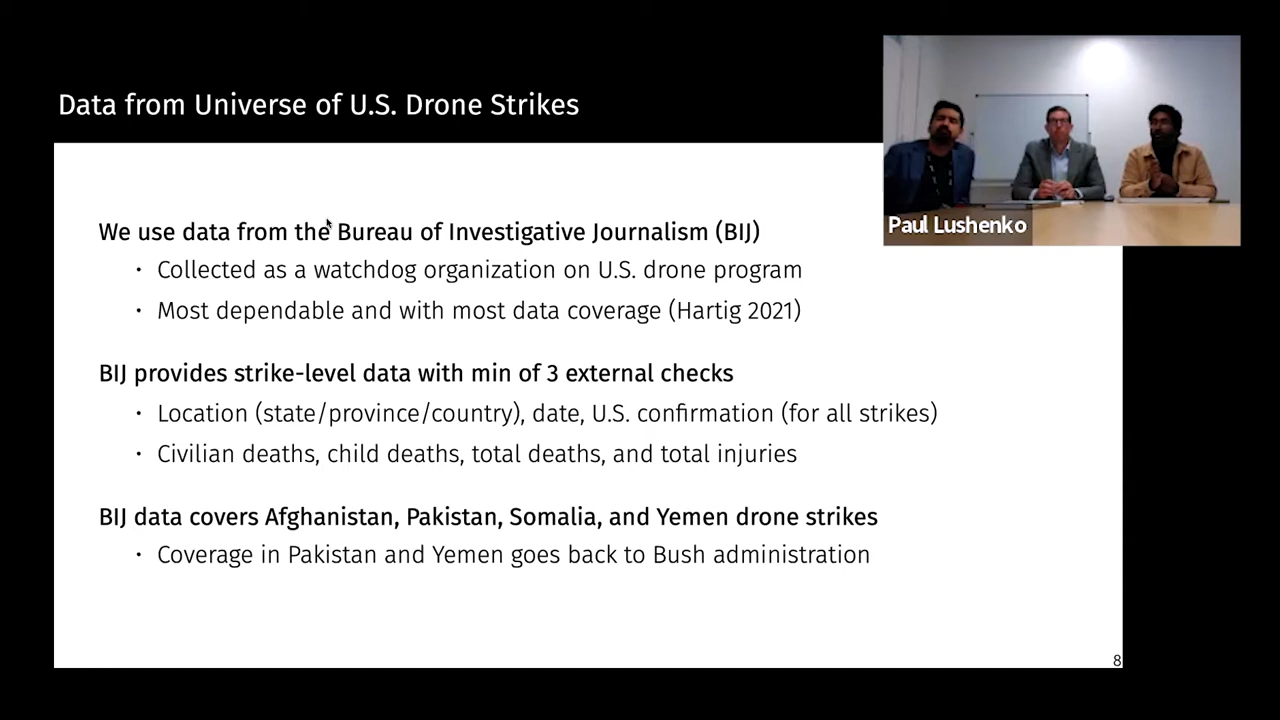 Data from Universe of U.S. Drone Strikes
Paul Lushenko
We use data from the Bureau of Investigative Journalism (BIJ)
• Collected as a watchdog organization on U.S. drone program
• Most dependable and with most data coverage (Hartig 2021)
BIJ provides strike-level data with min of 3 external checks
• Location (state/province/country), date, U.S. confirmation (for all strikes)
• Civilian deaths, child deaths, total deaths, and total injuries
BIJ data covers Afghanistan, Pakistan, Somalia, and Yemen drone strikes
• Coverage in Pakistan and Yemen goes back to Bush administration
8